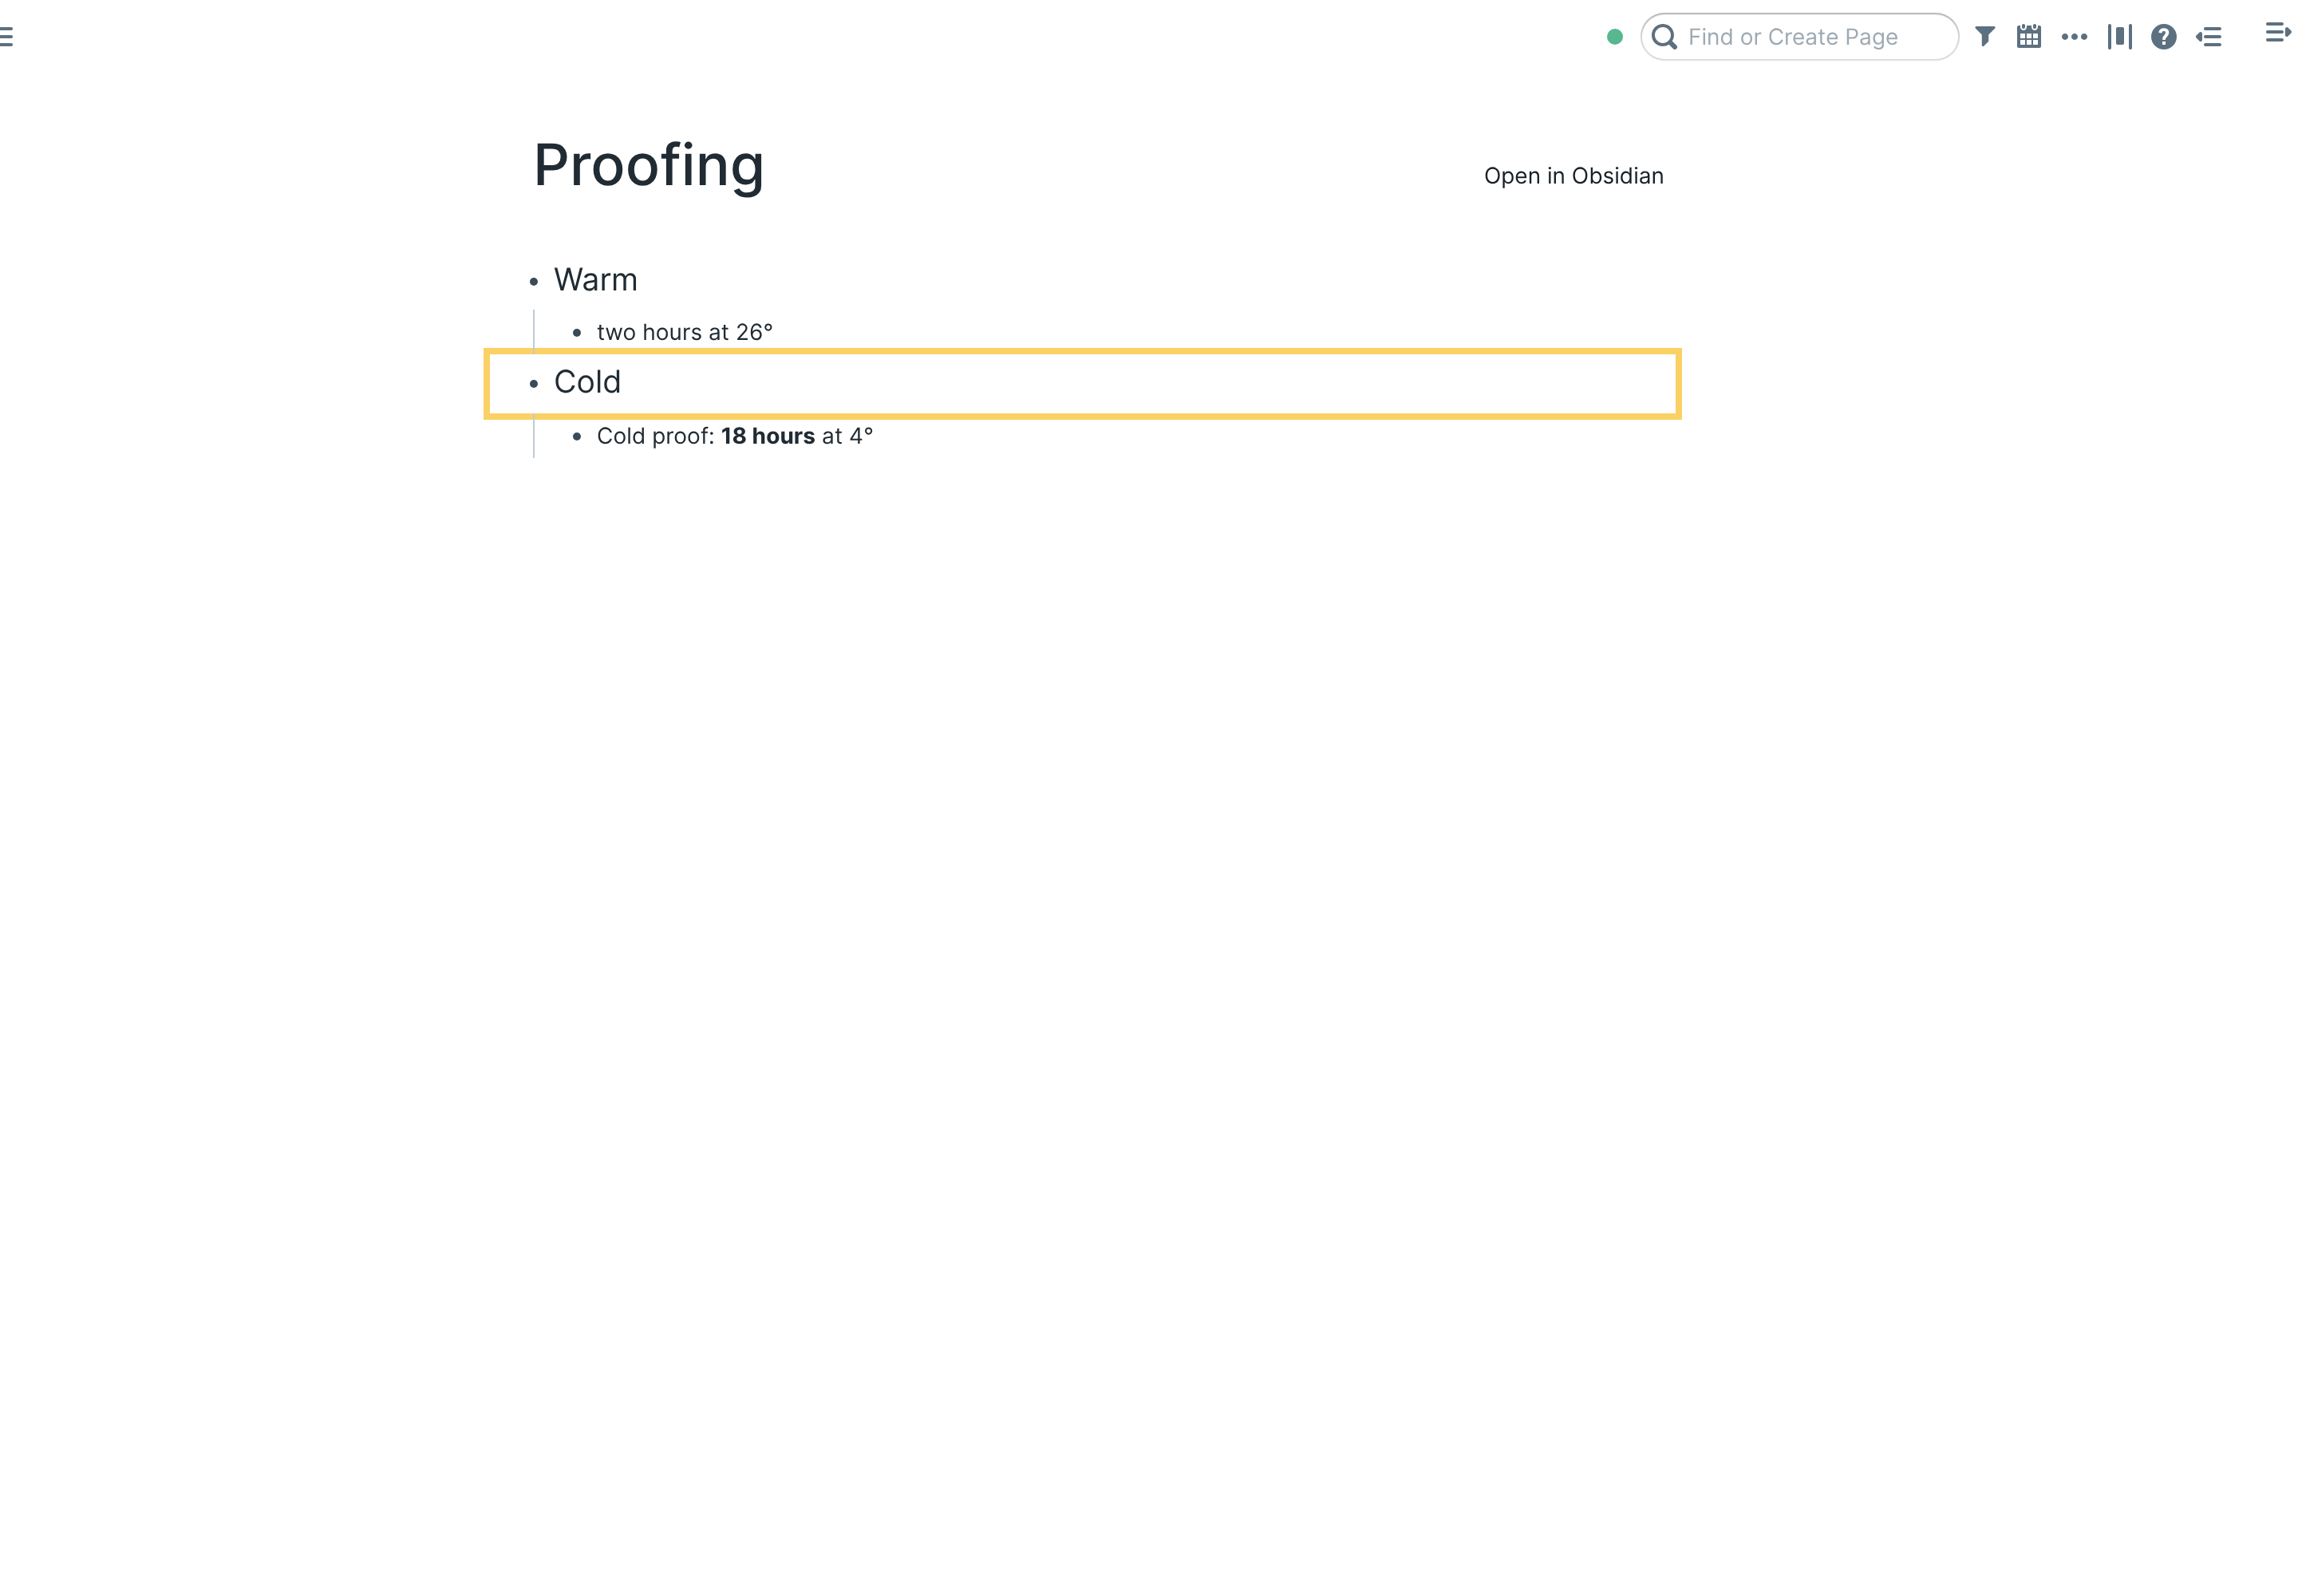 Find or Create Page
Proofing
Open in Obsidian
Warm
two hours at 26°
Cold
Cold proof: 18 hours at 4°